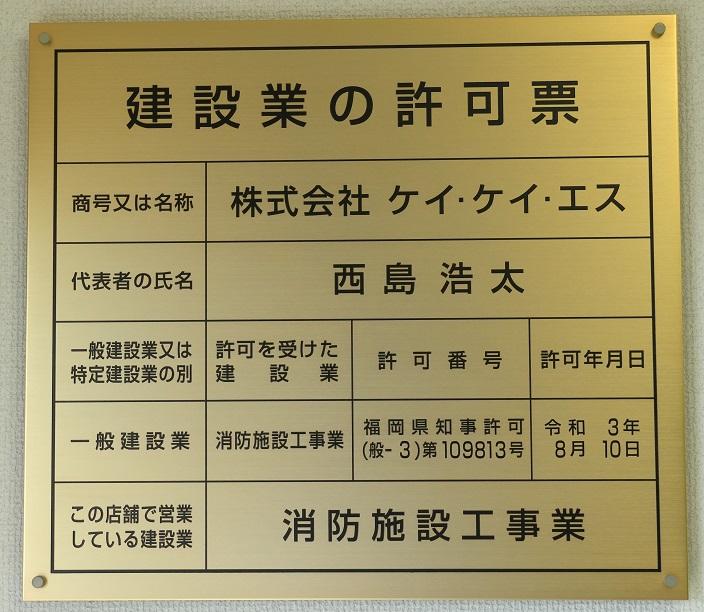 建設業の許可票
商号又は名称
株式会社 ケイ・ケイ・エス
代表者の氏名
西島浩太
一般建設業又は
特定建設業の別
許可を受けた
建設業
許可番号
許可年月日
一般建設業
消防施設工事業
福岡県知事許可
(般-3)第109813号
令和 3年
8月 10日
この店舗で営業
している建設業
消防施設工事業